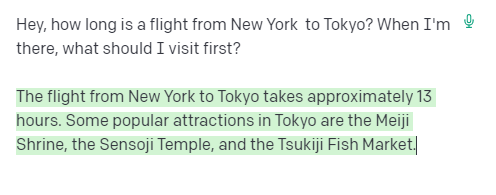 Hey, how long is a flight from New York to Tokyo? When I'm
there, what should I visit first?
The flight from New York to Tokyo takes approximately 13
hours. Some popular attractions in Tokyo are the Meiji
Shrine, the Sensoji Temple, and the Tsukiji Fish Market.